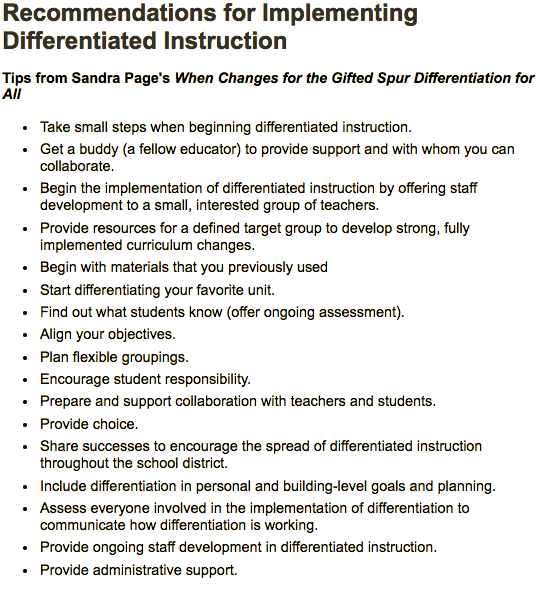 Recommendations for Implementing
Differentiated Instruction
Tips from Sandra Page's When Changes for the Gifted Spur Differentiation for
All
• Take small steps when beginning differentiated instruction.
• Get a buddy (a fellow educator) to provide support and with whom you can
collaborate.
• Begin the implementation of differentiated instruction by offering staff
development to a small, interested group of teachers.
• Provide resources for a defined target group to develop strong, fully
implemented curriculum changes.
• Begin with materials that you previously used
• Start differentiating your favorite unit.
• Find out what students know (offer ongoing assessment).
• Align your objectives.
• Plan flexible groupings.
• Encourage student responsibility.
• Prepare and support collaboration with teachers and students.
• Provide choice.
• Share successes to encourage the spread of differentiated instruction
throughout the school district.
• Include differentiation in personal and building-level goals and planning.
• Assess everyone involved in the implementation of differentiation to
communicate how differentiation is working.
• Provide ongoing staff development in differentiated instruction.
• Provide administrative support.